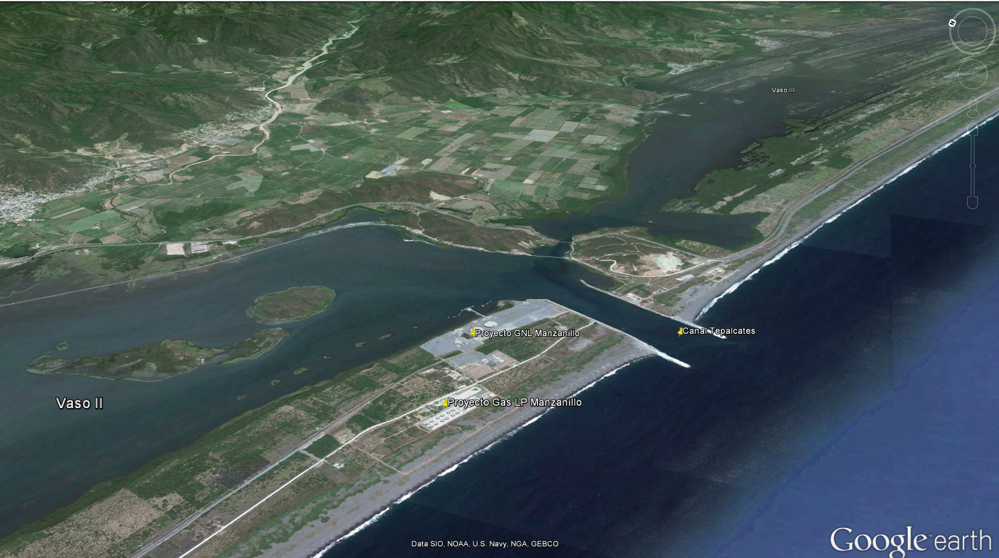 N
Vaso III
Canal Tepalcates
Proyecto GNL Manzanillo
Vaso II
Proyecto Gas LP Manzanillo
Data SIO, NOAA, U.S. Navy, NGA, GEBCO
Google earth